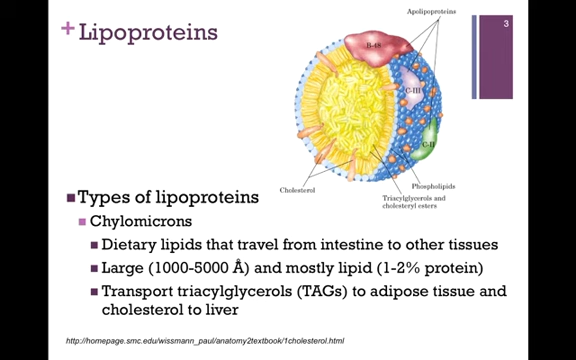 3
+ Lipoproteins
Apolipoproteins
B-48
C-III
C-II
Cholesterol
Phospholipids
Triacylglycerols and
cholesteryl esters
Types of lipoproteins
Chylomicrons
Dietary lipids that travel from intestine to other tissues
Large (1000-5000 Å) and mostly lipid (1-2% protein)
Transport triacylglycerols (TAGs) to adipose tissue and
cholesterol to liver
http://homepage.smc.edu/wissmann_paul/anatomy2textbook/1cholesterol.html